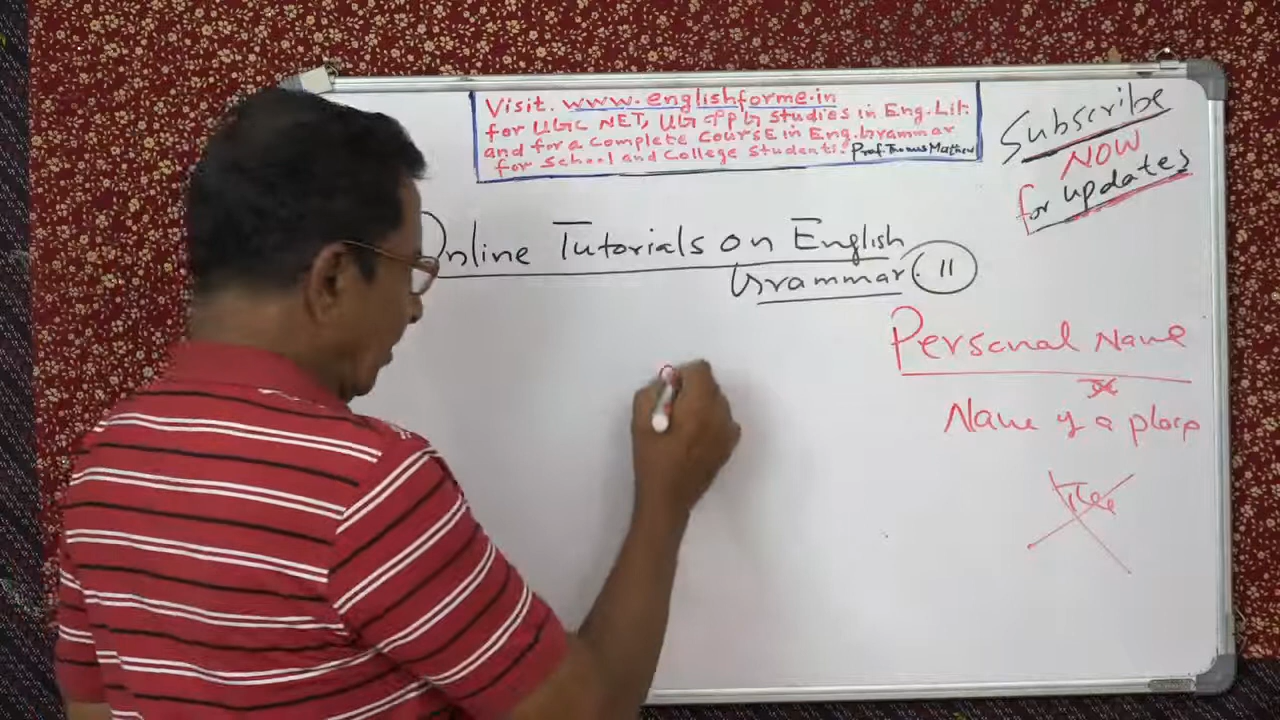 Visit. www.englishforme.in
for UGC NET, UG & PG Studies in Eng. Lit.
and for a Complete Course in Eng. Grammar
for School and College Students. Prof. Thomas Mathew
Subscribe
NOW
for updates
Online Tutorials on English
Grammar. 11
Personal Name
Name of a place